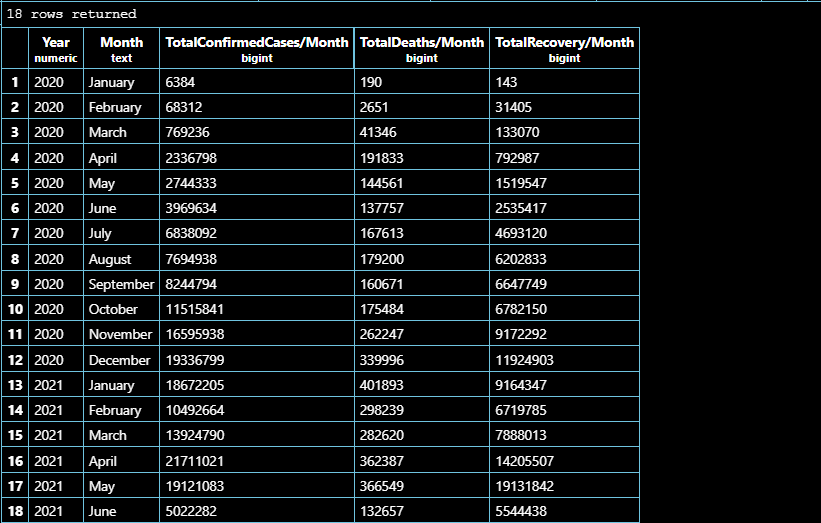 18 rows returned
Year Month TotalConfirmedCases/Month TotalDeaths/Month TotalRecovery/Month
numeric text bigint bigint bigint
1 2020 January 6384 190 143
2 2020 February 68312 2651 31405
3 2020 March 769236 41346 133070
4 2020 April 2336798 191833 792987
5 2020 May 2744333 144561 1519547
6 2020 June 3969634 137757 2535417
7 2020 July 6838092 167613 4693120
8 2020 August 7694938 179200 6202833
9 2020 September 8244794 160671 6647749
10 2020 October 11515841 175484 6782150
11 2020 November 16595938 262247 9172292
12 2020 December 19336799 339996 11924903
13 2021 January 18672205 401893 9164347
14 2021 February 10492664 298239 6719785
15 2021 March 13924790 282620 7888013
16 2021 April 21711021 362387 14205507
17 2021 May 19121083 366549 19131842
18 2021 June 5022282 132657 5544438